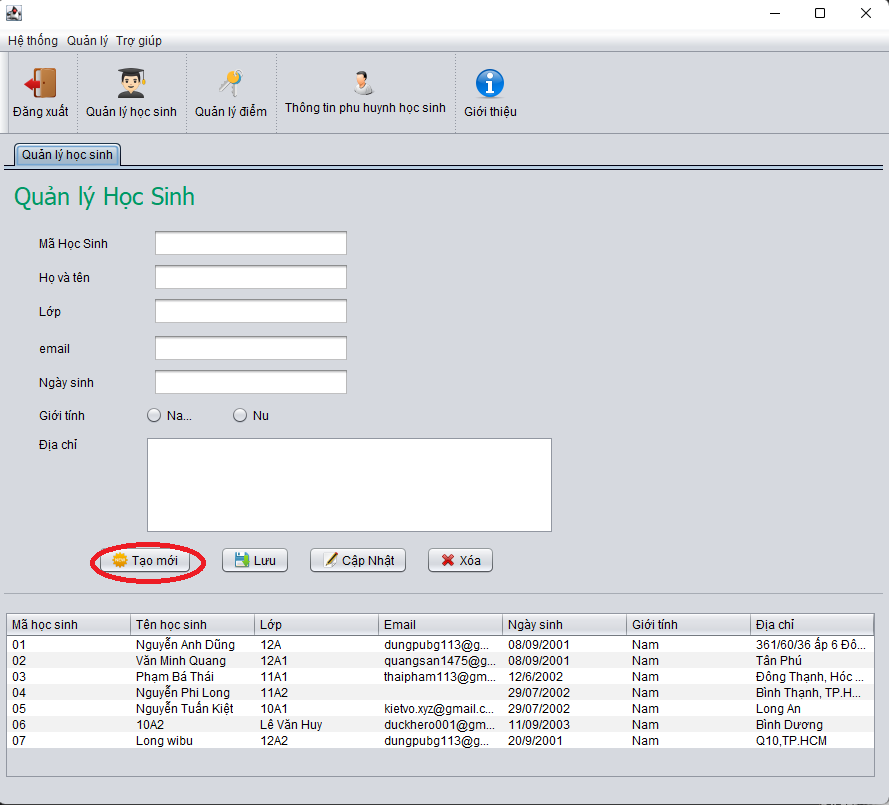 Hệ thống Quản lý Trợ giúp
Đăng xuất Quản lý học sinh Quản lý điểm Thông tin phu huynh học sinh Giới thiệu
Quản lý học sinh
Quản lý Học Sinh
Mã Học Sinh
Họ và tên
Lớp
email
Ngày sinh
Giới tính Na... Nu
Địa chỉ
Tạo mới Lưu Cập Nhật Xóa
Mã học sinh Tên học sinh Lớp Email Ngày sinh Giới tính Địa chỉ
01 Nguyễn Anh Dũng 12A dungpubg113@g... 08/09/2001 Nam 361/60/36 ấp 6 Đô...
02 Văn Minh Quang 12A1 quangsan1475@g... 08/09/2001 Nam Tân Phú
03 Phạm Bá Thái 11A1 thaipham113@gm... 12/6/2002 Nam Đông Thạnh, Hóc ...
04 Nguyễn Phi Long 11A2 29/07/2002 Nam Bình Thạnh, TP.H...
05 Nguyễn Tuấn Kiệt 10A1 kietvo.xyz@gmail.c... 29/07/2002 Nam Long An
06 10A2 Lê Văn Huy duckhero001@gm... 11/09/2003 Nam Bình Dương
07 Long wibu 12A2 dungpubg113@g... 20/9/2001 Nam Q10,TP.HCM